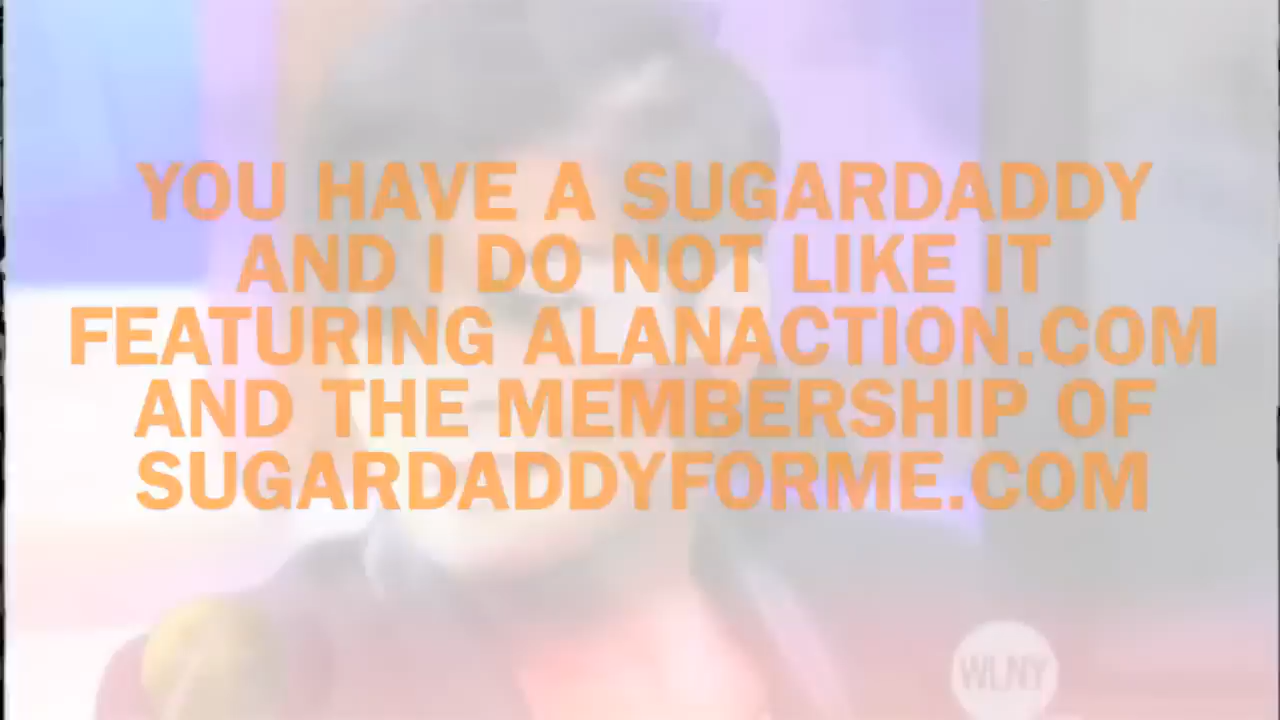 YOU HAVE A SUGARDADDY
AND I DO NOT LIKE IT
FEATURING ALANACTION.COM
AND THE MEMBERSHIP OF
SUGARDADDYFORME.COM
WLNY